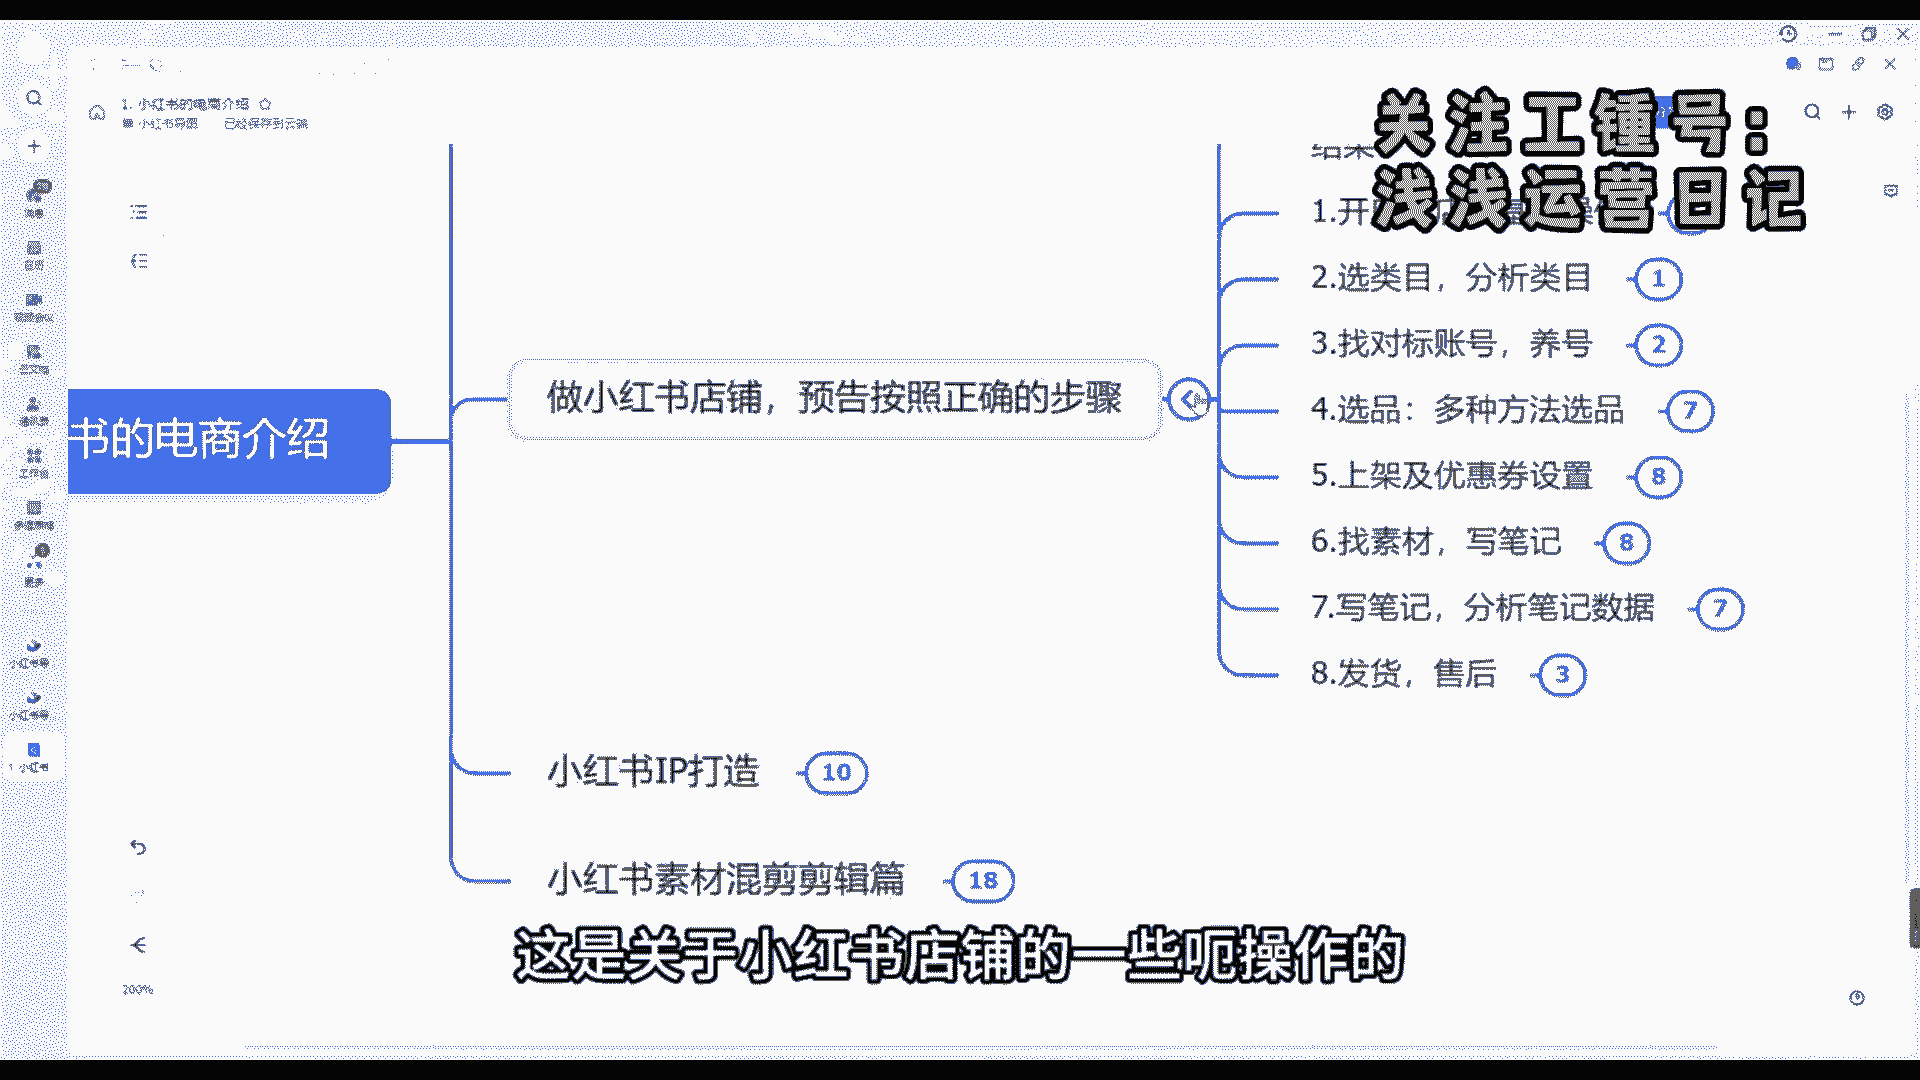 1. 小红书的电商介绍
小红书导图 已经保存到云端
关注工锺号：
浅浅运营日记
结果
1.开
2.选类目，分析类目 1
3.找对标账号，养号 2
做小红书店铺，预告按照正确的步骤
4.选品：多种方法选品 7
书的电商介绍
5.上架及优惠券设置 8
6.找素材，写笔记 8
7.写笔记，分析笔记数据 7
8.发货，售后 3
小红书IP打造 10
小红书素材混剪剪辑篇 18
这是关于小红书店铺的一些呃操作的
200%